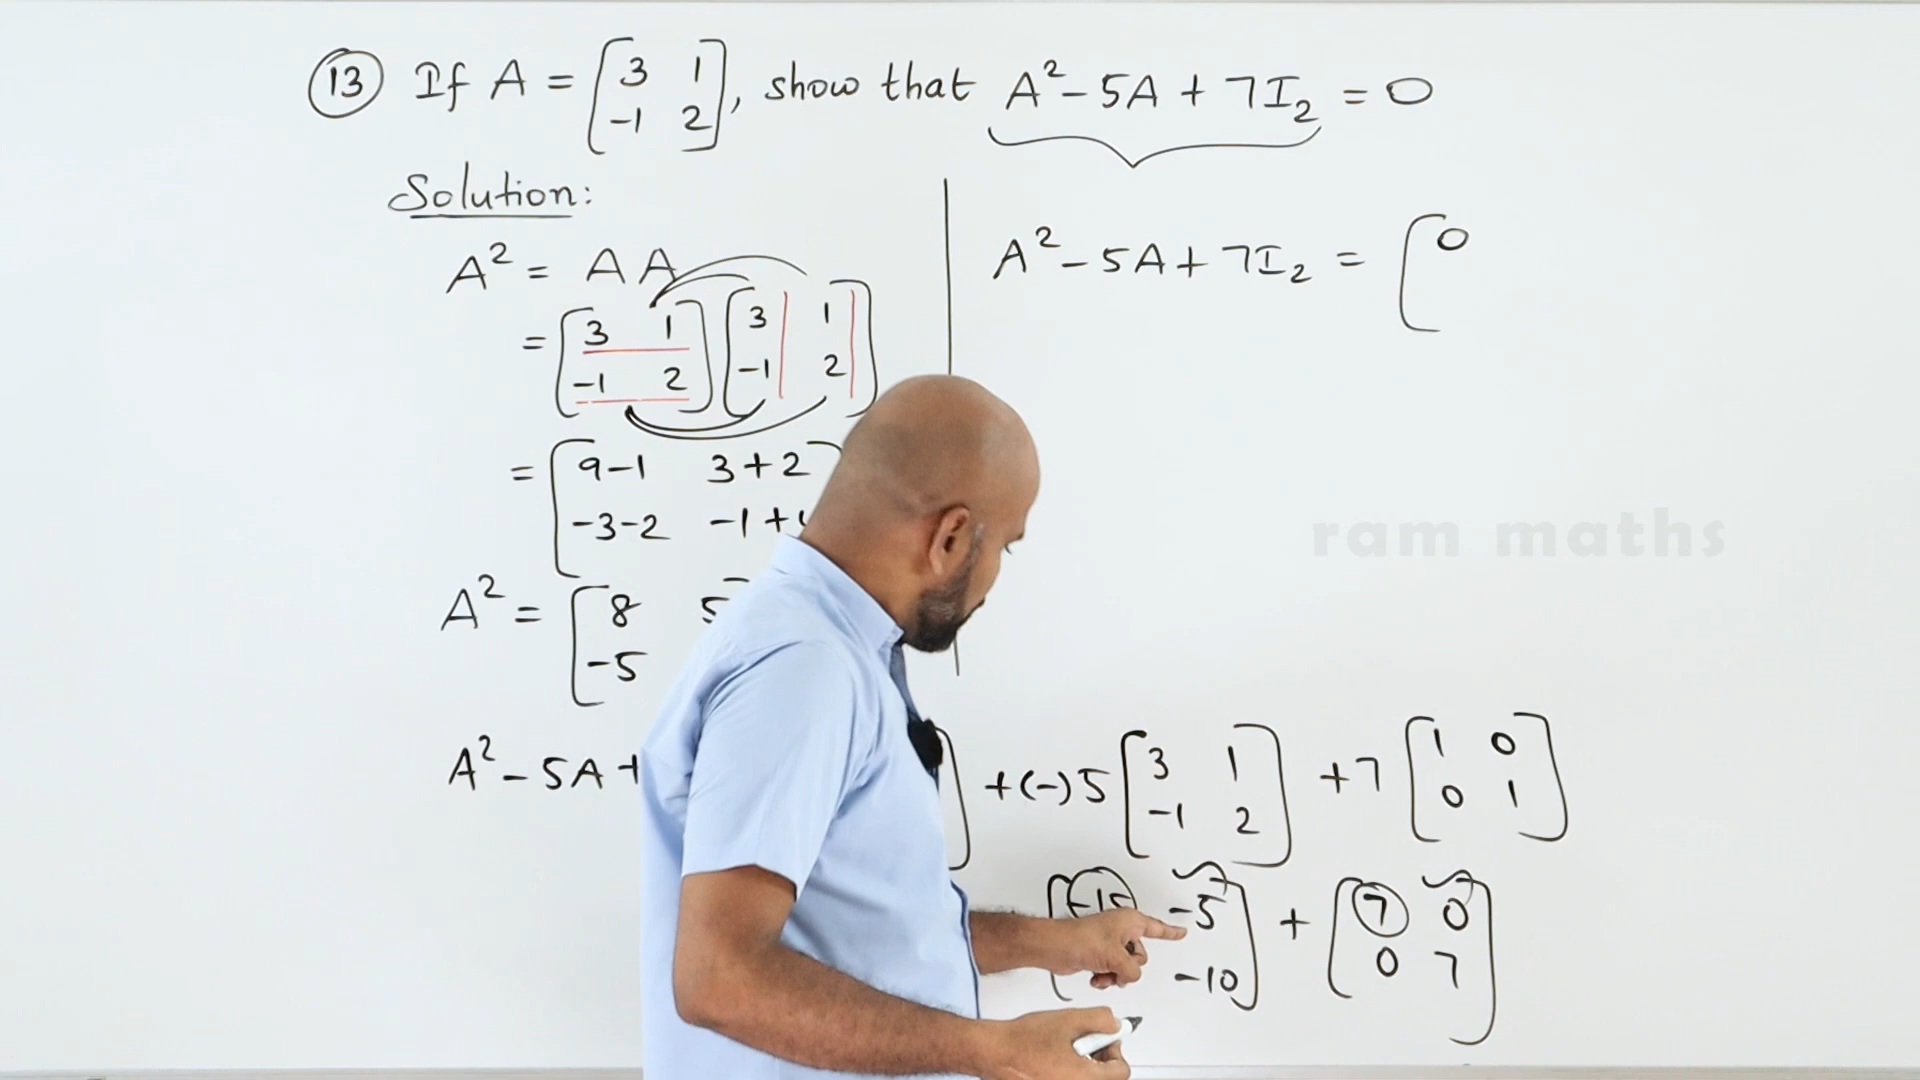 13 If A = [3 1 -1 2], show that A² - 5A + 7I₂ = 0
Solution:
A² = A A
= [3 1 -1 2] [3 1 -1 2]
= [9-1 3+2 -3-2 -1+
A² = [8 5 -5
A² - 5A +
+(-)5 [3 1 -1 2] +7 [1 0 0 1]
[-15 -5 -10] + [7 0 0 7]
A² - 5A + 7I₂ = [0
ram maths